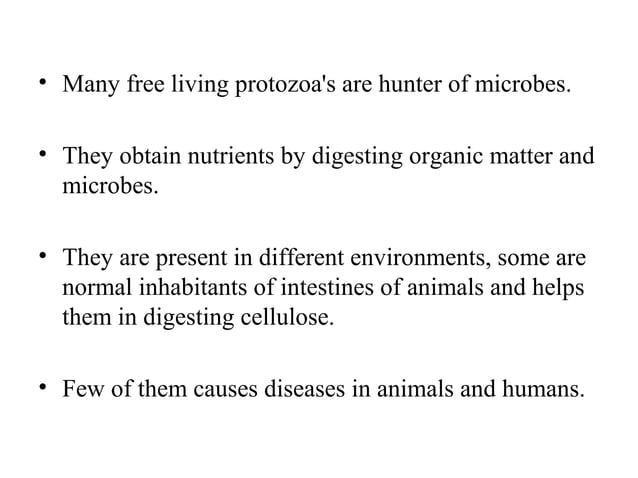 • Many free living protozoa's are hunter of microbes.
• They obtain nutrients by digesting organic matter and
microbes.
• They are present in different environments, some are
normal inhabitants of intestines of animals and helps
them in digesting cellulose.
• Few of them causes diseases in animals and humans.